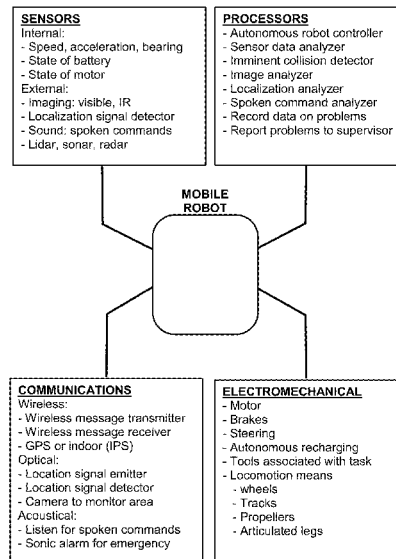 SENSORS
Internal:
- Speed, acceleration, bearing
- State of battery
- State of motor
External:
- Imaging: visible, IR
- Localization signal detector
- Sound: spoken commands
- Lidar, sonar, radar
PROCESSORS
- Autonomous robot controller
- Sensor data analyzer
- Imminent collision detector
- Image analyzer
- Localization analyzer
- Spoken command analyzer
- Record data on problems
- Report problems to supervisor
MOBILE
ROBOT
COMMUNICATIONS
Wireless:
- Wireless message transmitter
- Wireless message receiver
- GPS or indoor (IPS)
Optical:
- Location signal emitter
- Location signal detector
- Camera to monitor area
Acoustical:
- Listen for spoken commands
- Sonic alarm for emergency
ELECTROMECHANICAL
- Motor
- Brakes
- Steering
- Autonomous recharging
- Tools associated with task
- Locomotion means
- wheels
- Tracks
- Propellers
- Articulated legs